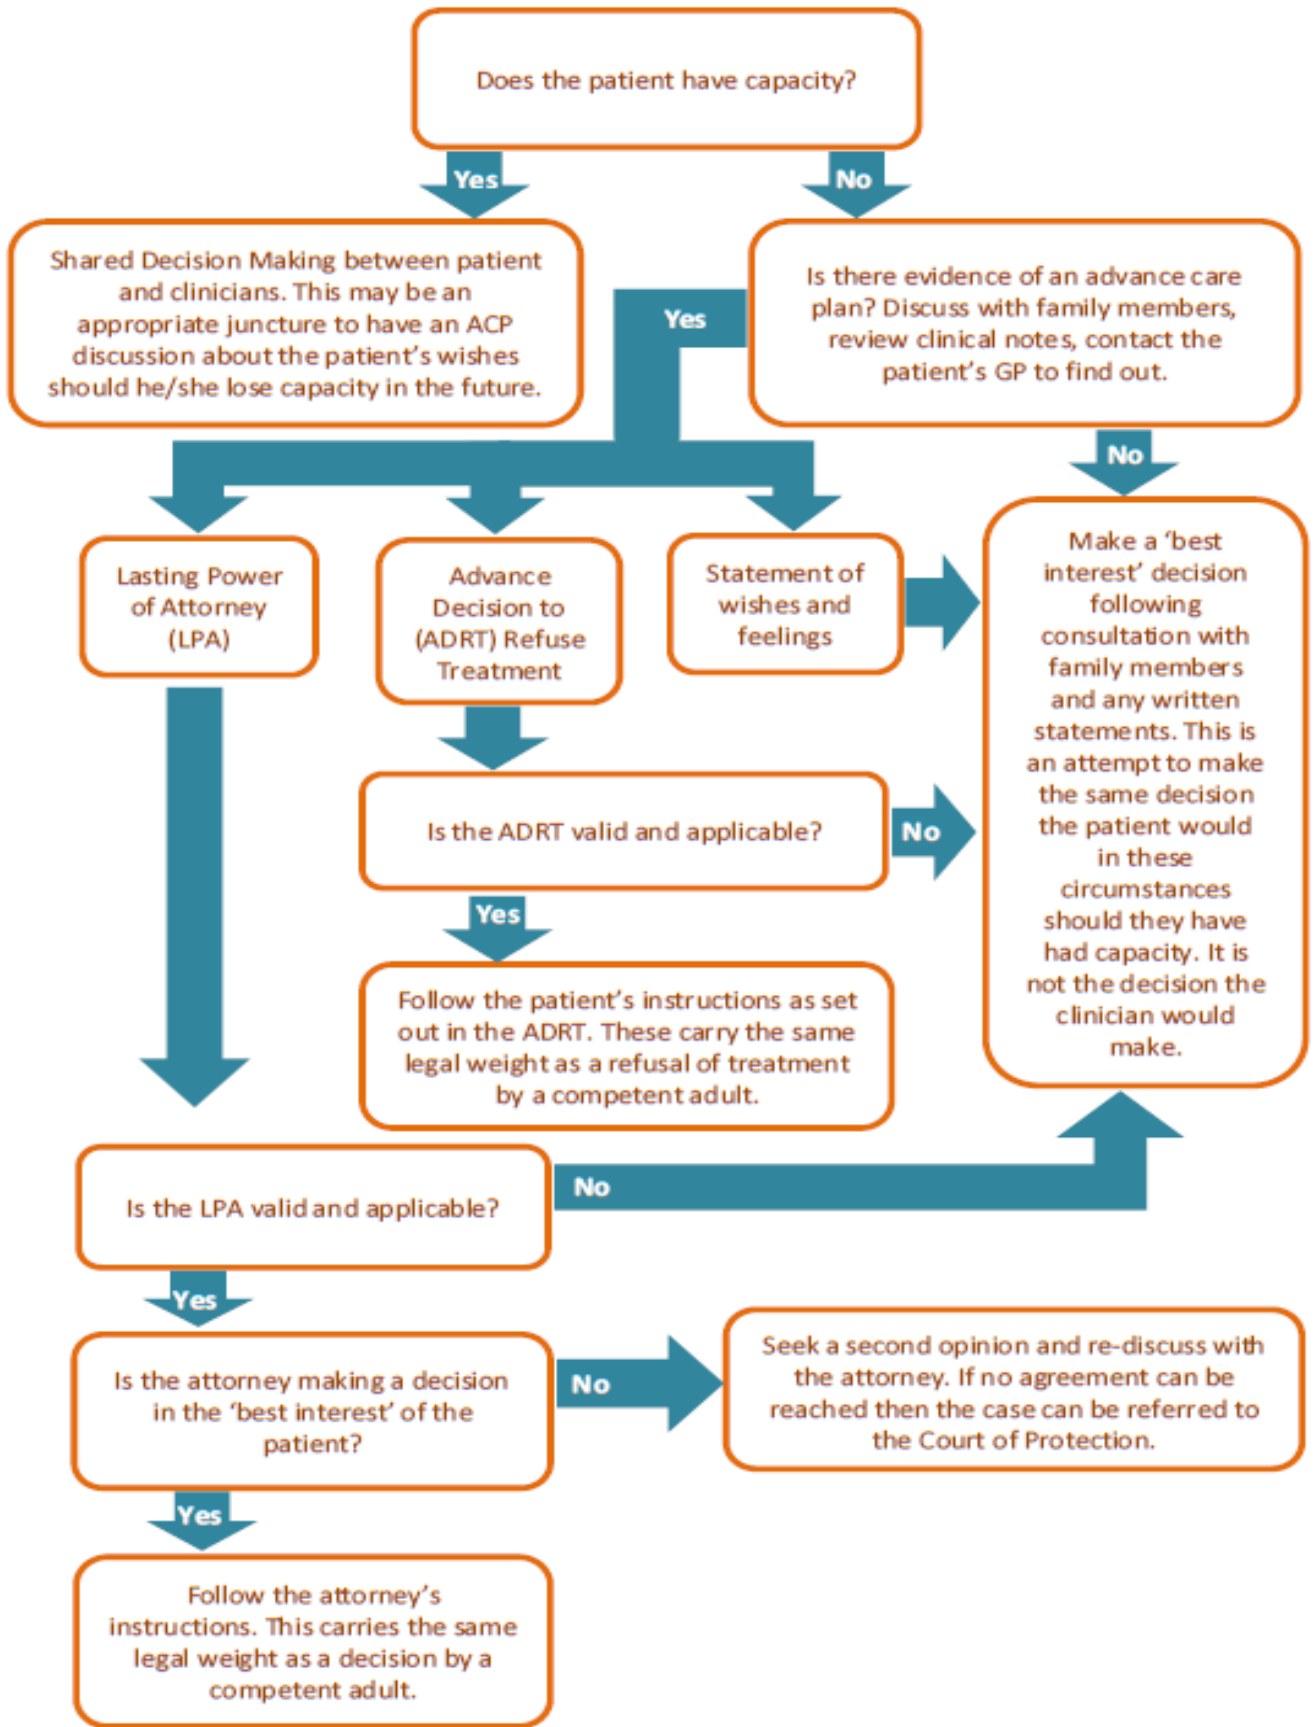 Does the patient have capacity?
Yes
No
Shared Decision Making between patient
and clinicians. This may be an
appropriate juncture to have an ACP
discussion about the patient's wishes
should he/she lose capacity in the future.
Is there evidence of an advance care
plan? Discuss with family members,
review clinical notes, contact the
patient's GP to find out.
Yes
No
Lasting Power
of Attorney
(LPA)
Advance
Decision to
(ADRT) Refuse
Treatment
Statement of
wishes and
feelings
Make a 'best
interest' decision
following
consultation with
family members
and any written
statements. This is
an attempt to make
the same decision
the patient would
in these
circumstances
should they have
had capacity. It is
not the decision the
clinician would
make.
Is the ADRT valid and applicable?
No
Yes
Follow the patient's instructions as set
out in the ADRT. These carry the same
legal weight as a refusal of treatment
by a competent adult.
Is the LPA valid and applicable?
No
Yes
Is the attorney making a decision
in the 'best interest' of the
patient?
No
Seek a second opinion and re-discuss with
the attorney. If no agreement can be
reached then the case can be referred to
the Court of Protection.
Yes
Follow the attorney's
instructions. This carries the same
legal weight as a decision by a
competent adult.